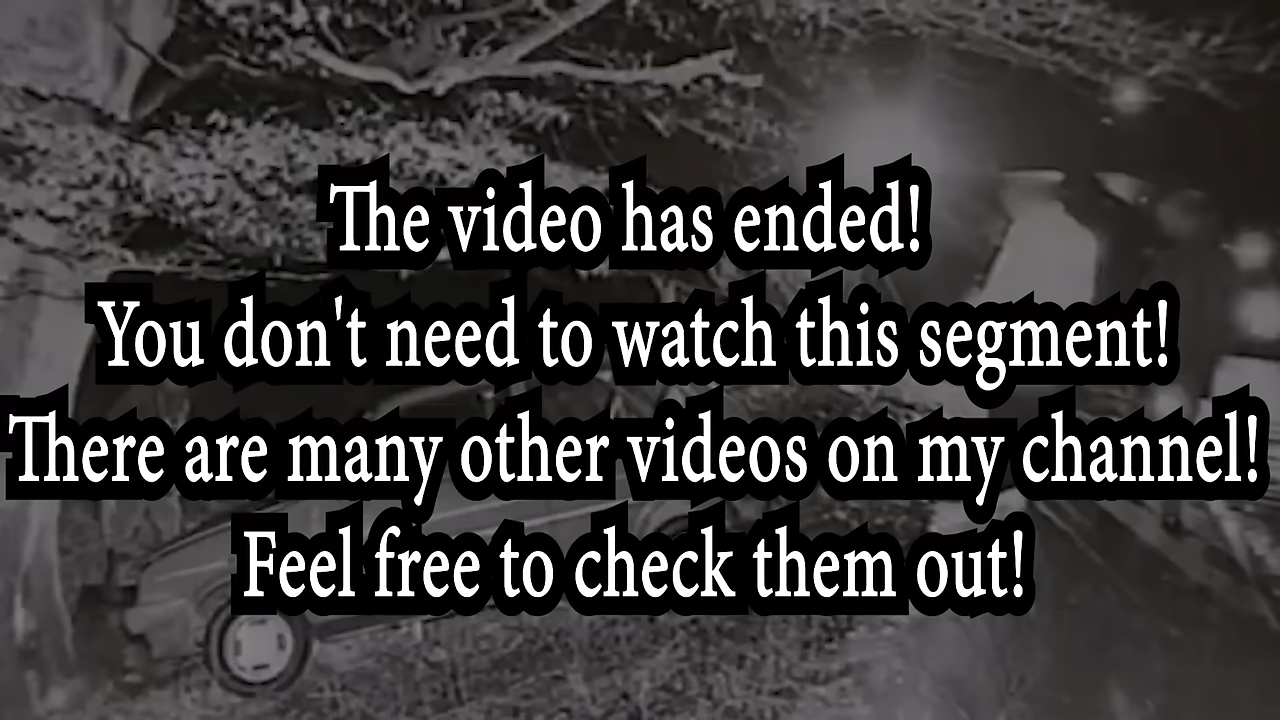 The video has ended!
You don't need to watch this segment!
There are many other videos on my channel!
Feel free to check them out!